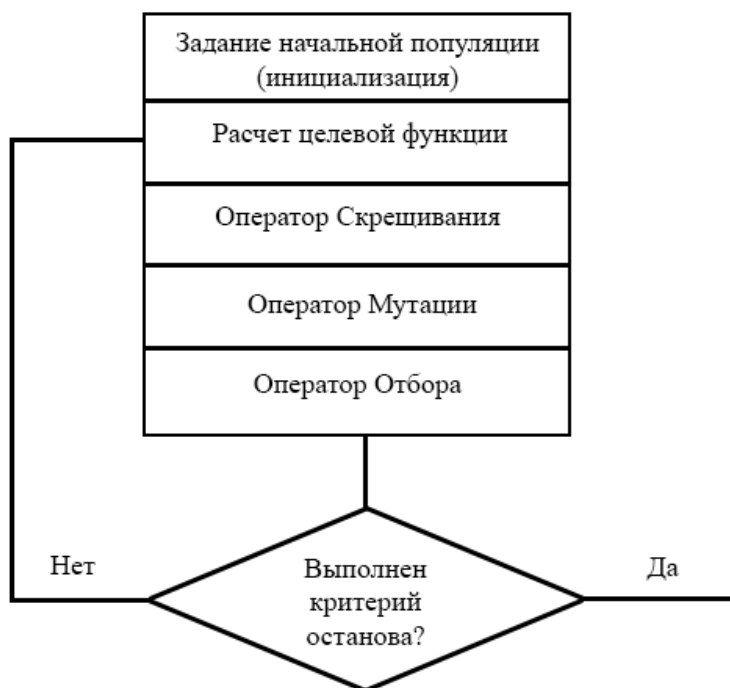 Задание начальной популяции
(инициализация)
Расчет целевой функции
Оператор Скрещивания
Оператор Мутации
Оператор Отбора
Нет
Выполнен
критерий
останова?
Да